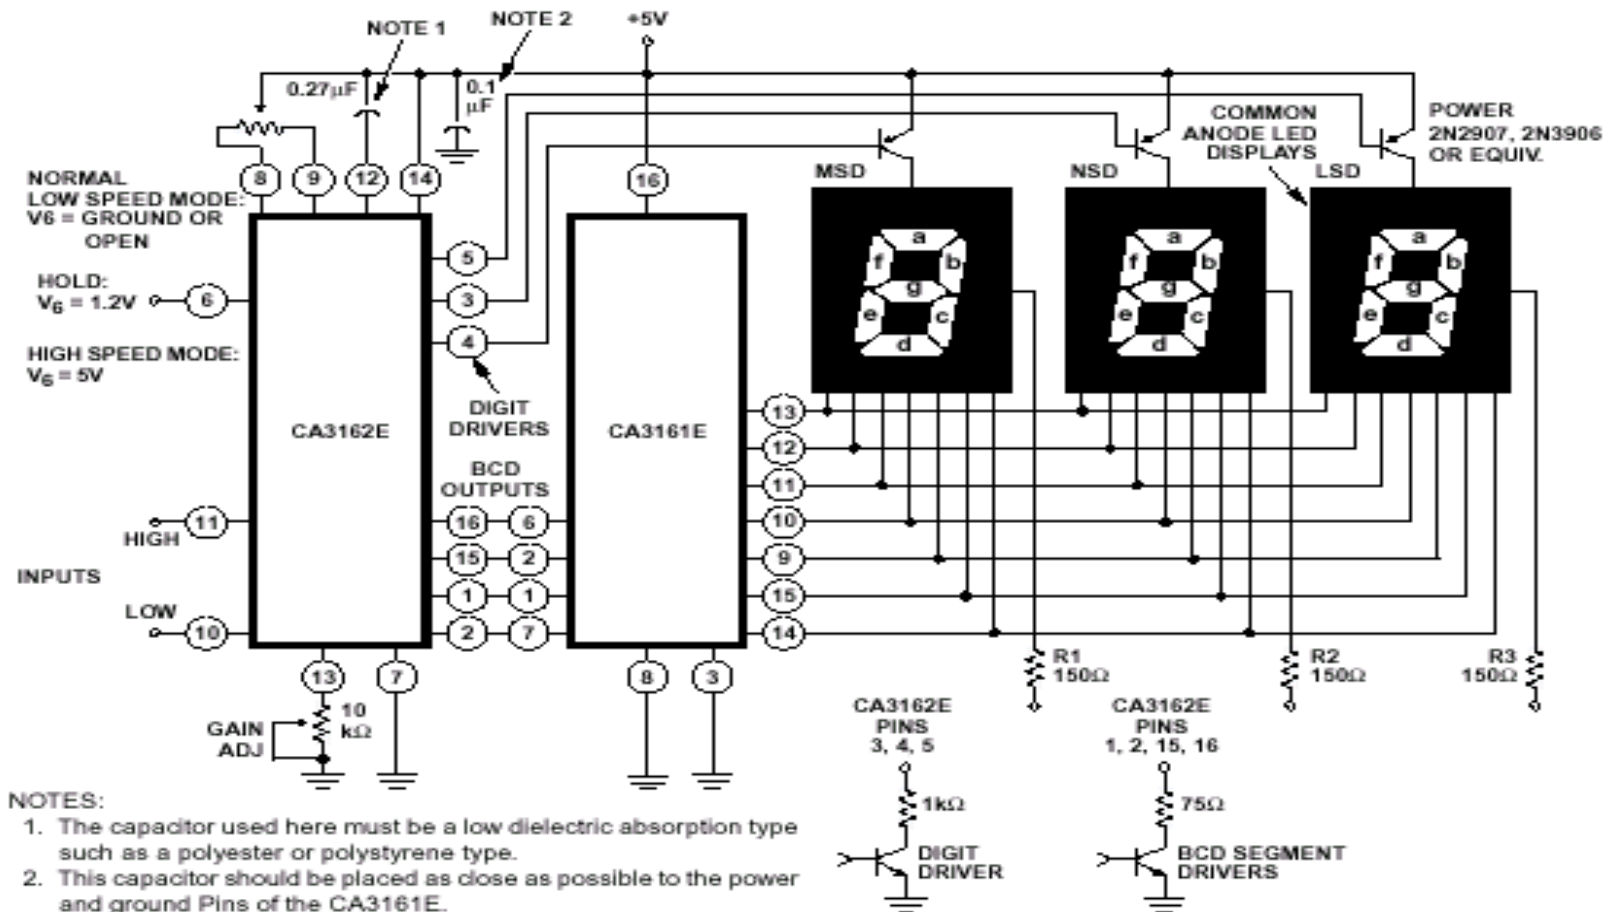 NOTE 1
NOTE 2
+5V
0.27µF
0.1
µF
COMMON
ANODE LED
DISPLAYS
POWER
2N2907, 2N3906
OR EQUIV.
MSD
NSD
LSD
8
9
12
14
16
NORMAL
LOW SPEED MODE:
V6 = GROUND OR
OPEN
HOLD:
V6 = 1.2V
6
HIGH SPEED MODE:
V6 = 5V
5
3
4
DIGIT
DRIVERS
CA3162E
CA3161E
BCD
OUTPUTS
a
f
b
g
e
c
d
a
f
b
g
e
c
d
a
f
b
g
e
c
d
13
12
11
10
9
15
14
11
HIGH
INPUTS
LOW
10
16
6
15
2
1
1
2
7
13
7
8
3
10
kΩ
GAIN
ADJ
R1
150Ω
R2
150Ω
R3
150Ω
CA3162E
PINS
3, 4, 5
1kΩ
DIGIT
DRIVER
CA3162E
PINS
1, 2, 15, 16
75Ω
BCD SEGMENT
DRIVERS
NOTES:
1. The capacitor used here must be a low dielectric absorption type
such as a polyester or polystyrene type.
2. This capacitor should be placed as close as possible to the power
and ground Pins of the CA3161E.